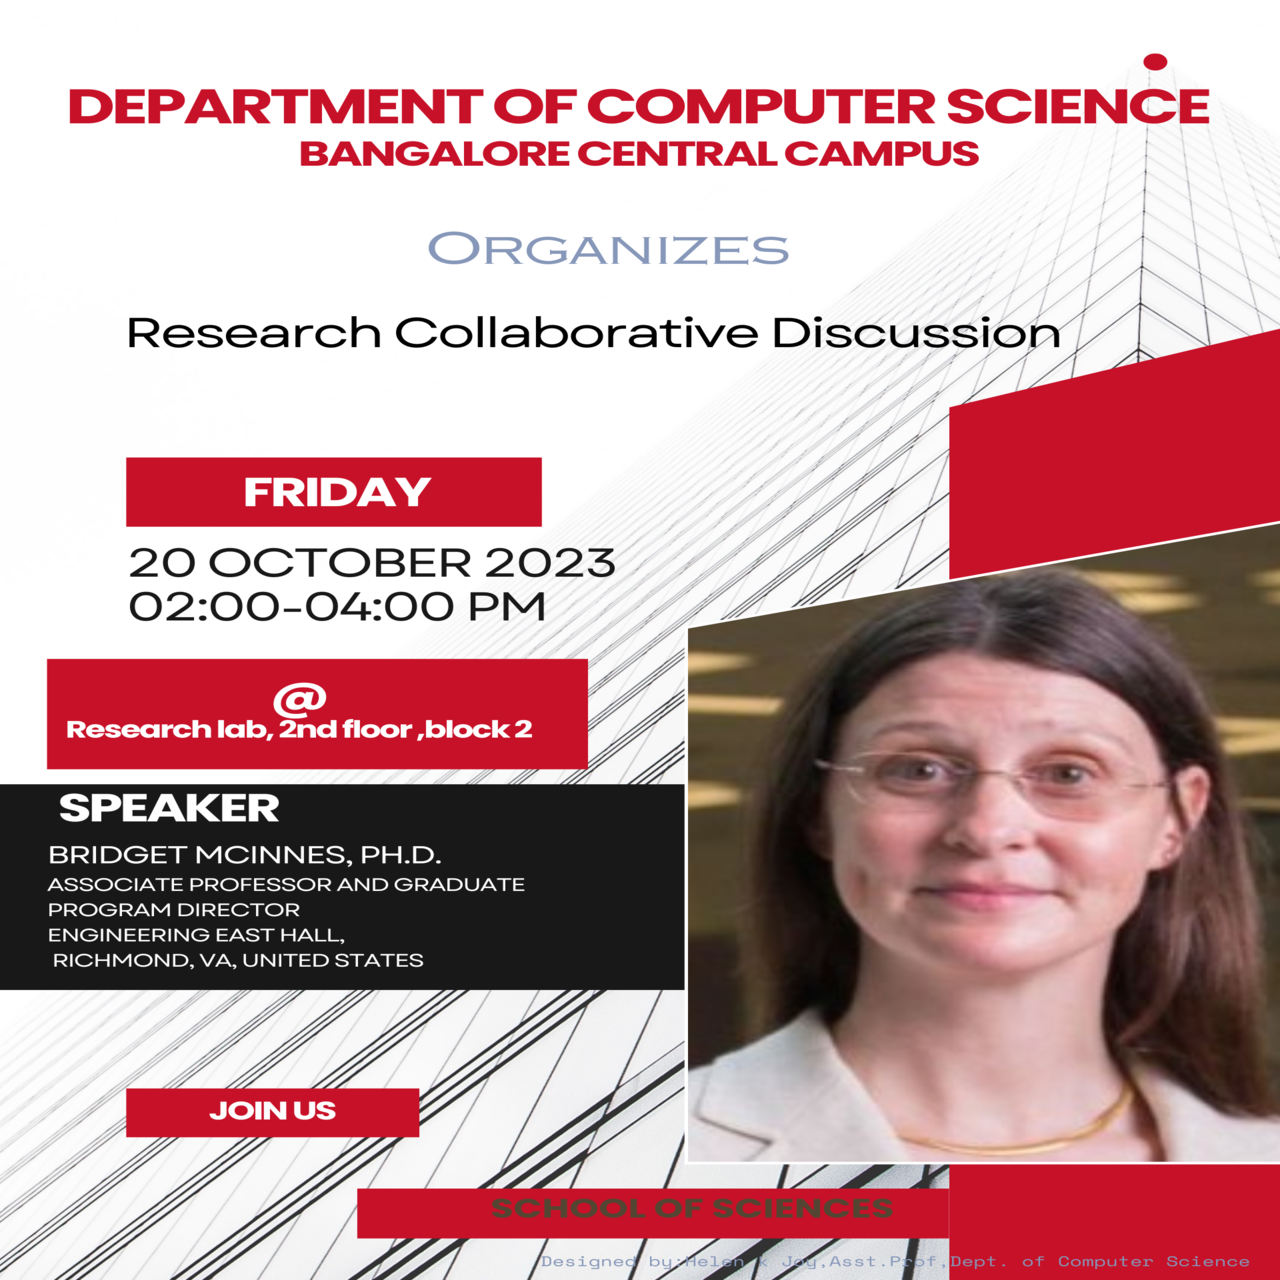 DEPARTMENT OF COMPUTER SCIENCE
BANGALORE CENTRAL CAMPUS
ORGANIZES
Research Collaborative Discussion
FRIDAY
20 OCTOBER 2023
02:00-04:00 PM
@
Research lab, 2nd floor ,block 2
SPEAKER
BRIDGET MCINNES, PH.D.
ASSOCIATE PROFESSOR AND GRADUATE
PROGRAM DIRECTOR
ENGINEERING EAST HALL,
RICHMOND, VA, UNITED STATES
JOIN US
SCHOOL OF SCIENCES
Designed by:Helen k Joy,Asst.Prof,Dept. of Computer Science